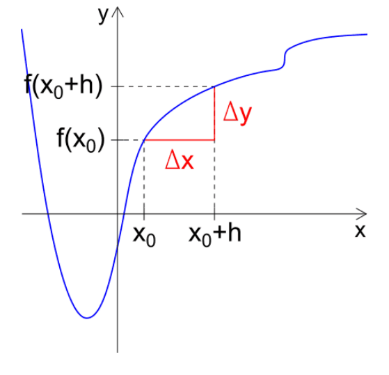 y
f(x₀+h)
f(x₀)
Δy
Δx
x₀
x₀+h
x